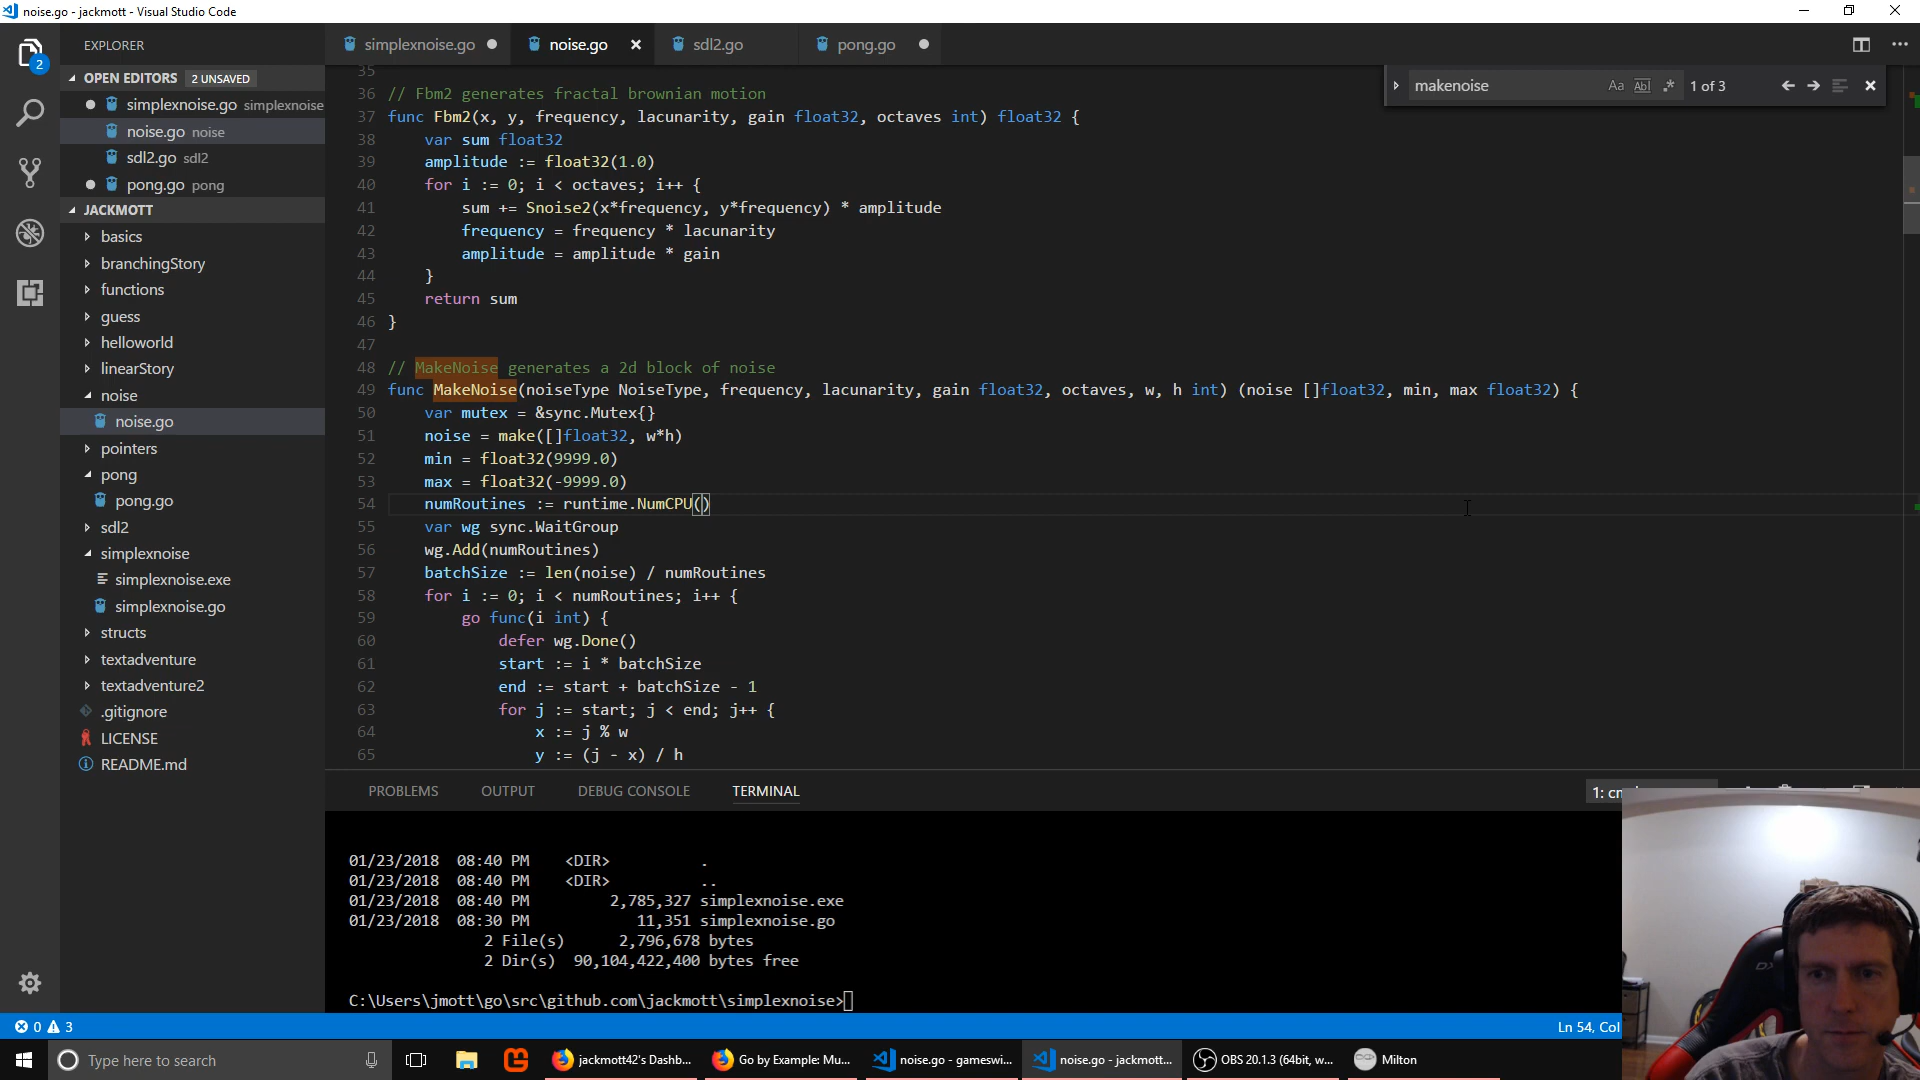 noise.go - jackmott - Visual Studio Code
EXPLORER
OPEN EDITORS 2 UNSAVED
simplexnoise.go simplexnoise
noise.go noise
sdl2.go sdl2
pong.go pong
JACKMOTT
basics
branchingStory
functions
guess
helloworld
linearStory
noise
noise.go
pointers
pong
pong.go
sdl2
simplexnoise
simplexnoise.exe
simplexnoise.go
structs
textadventure
textadventure2
.gitignore
LICENSE
README.md
2
simplexnoise.go noise.go sdl2.go pong.go
makenoise Aa Abl .* 1 of 3
35
36 // Fbm2 generates fractal brownian motion
37 func Fbm2(x, y, frequency, lacunarity, gain float32, octaves int) float32 {
38 var sum float32
39 amplitude := float32(1.0)
40 for i := 0; i < octaves; i++ {
41 sum += Snoise2(x*frequency, y*frequency) * amplitude
42 frequency = frequency * lacunarity
43 amplitude = amplitude * gain
44 }
45 return sum
46 }
47
48 // MakeNoise generates a 2d block of noise
49 func MakeNoise(noiseType NoiseType, frequency, lacunarity, gain float32, octaves, w, h int) (noise []float32, min, max float32) {
50 var mutex = &sync.Mutex{}
51 noise = make([]float32, w*h)
52 min = float32(9999.0)
53 max = float32(-9999.0)
54 numRoutines := runtime.NumCPU()
55 var wg sync.WaitGroup
56 wg.Add(numRoutines)
57 batchSize := len(noise) / numRoutines
58 for i := 0; i < numRoutines; i++ {
59 go func(i int) {
60 defer wg.Done()
61 start := i * batchSize
62 end := start + batchSize - 1
63 for j := start; j < end; j++ {
64 x := j % w
65 y := (j - x) / h
PROBLEMS OUTPUT DEBUG CONSOLE TERMINAL
1:
01/23/2018 08:40 PM <DIR> .
01/23/2018 08:40 PM <DIR> ..
01/23/2018 08:40 PM 2,785,327 simplexnoise.exe
01/23/2018 08:30 PM 11,351 simplexnoise.go
2 File(s) 2,796,678 bytes
2 Dir(s) 90,104,422,400 bytes free
C:\Users\jmott\go\src\github.com\jackmott\simplexnoise>
0 3
Ln 54, Col
Type here to search
jackmott42's Dashb...
Go by Example: Mu...
noise.go - gameswi...
noise.go - jackmott...
OBS 20.1.3 (64bit, w...
Milton